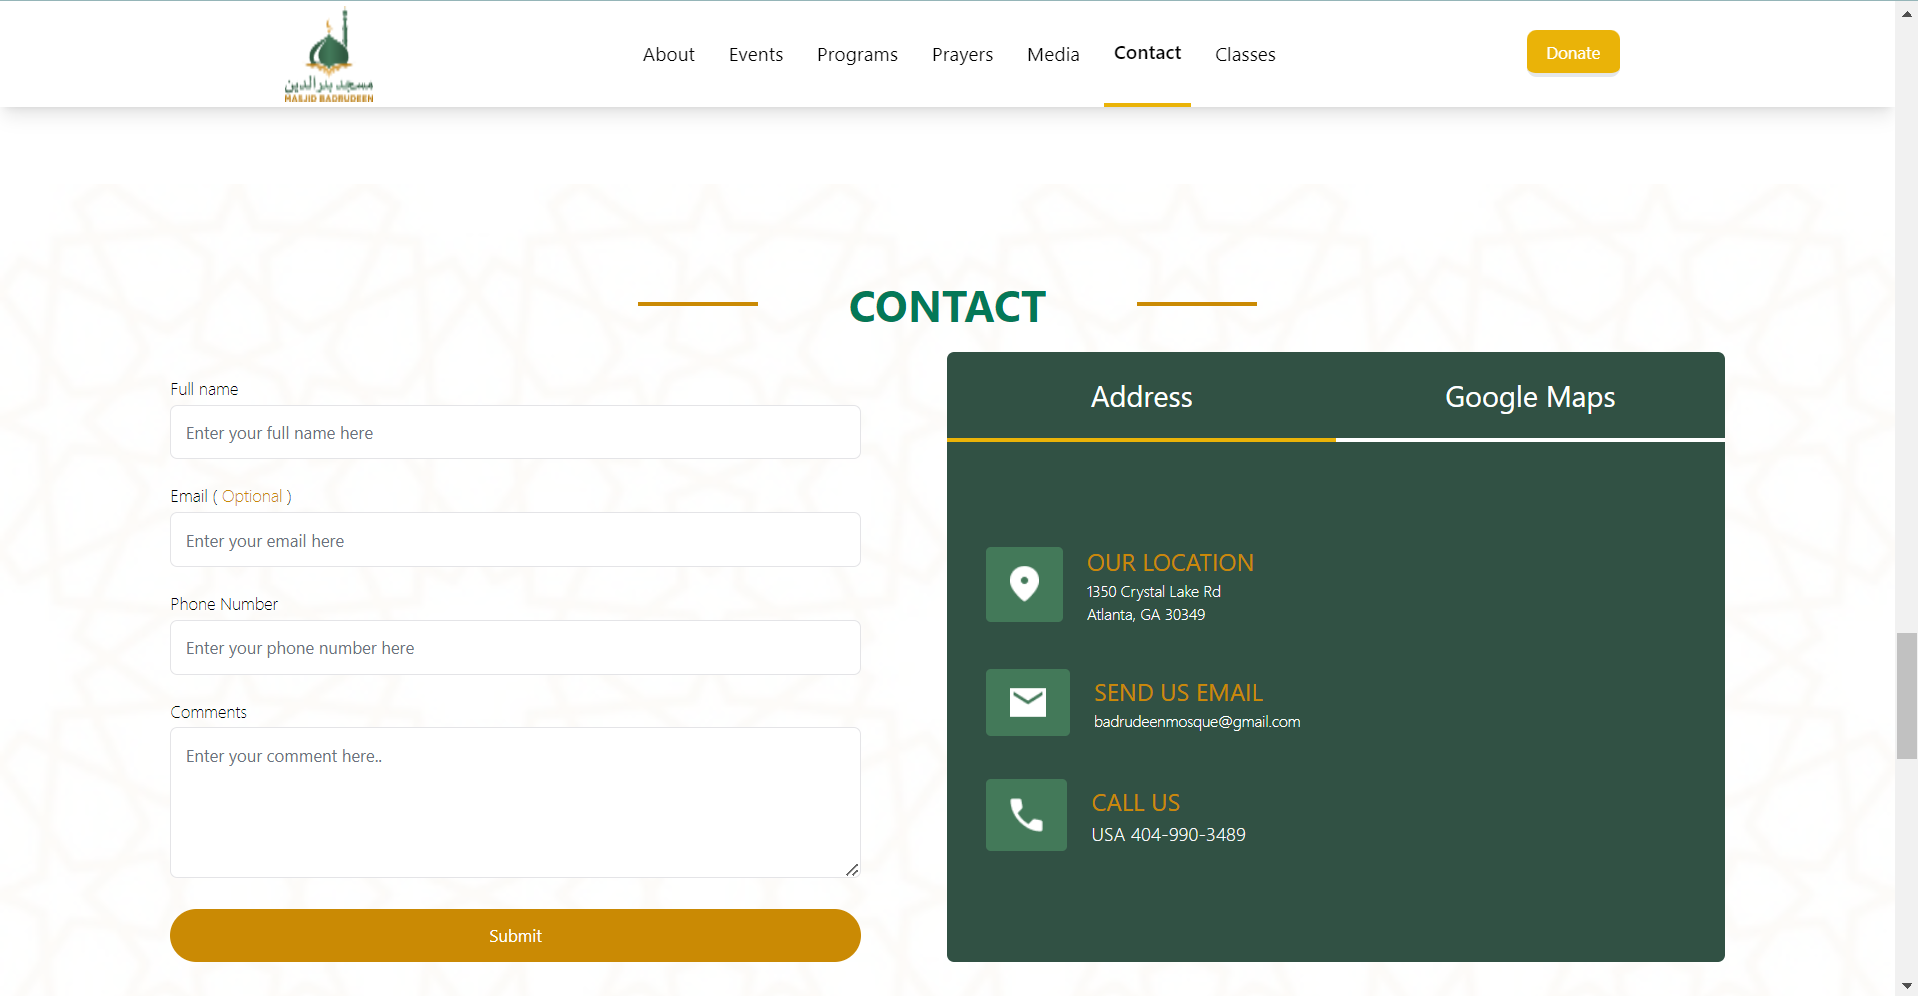 مسجد بدر الدين
MASJID BADRUDEEN
About
Events
Programs
Prayers
Media
Contact
Classes
Donate
CONTACT
Full name
Enter your full name here
Email ( Optional )
Enter your email here
Phone Number
Enter your phone number here
Comments
Enter your comment here..
Submit
Address
Google Maps
OUR LOCATION
1350 Crystal Lake Rd
Atlanta, GA 30349
SEND US EMAIL
badrudeenmosque@gmail.com
CALL US
USA 404-990-3489